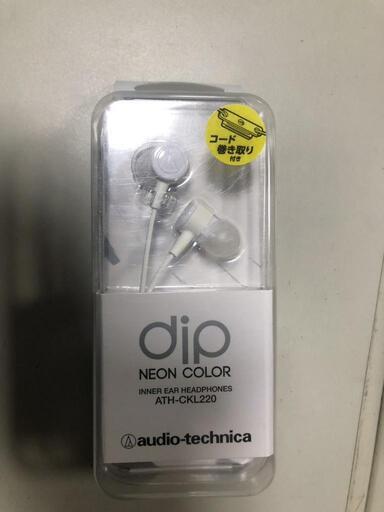 コード
巻き取り
付き
dip
NEON COLOR
INNER EAR HEADPHONES
ATH-CKL220
audio-technica